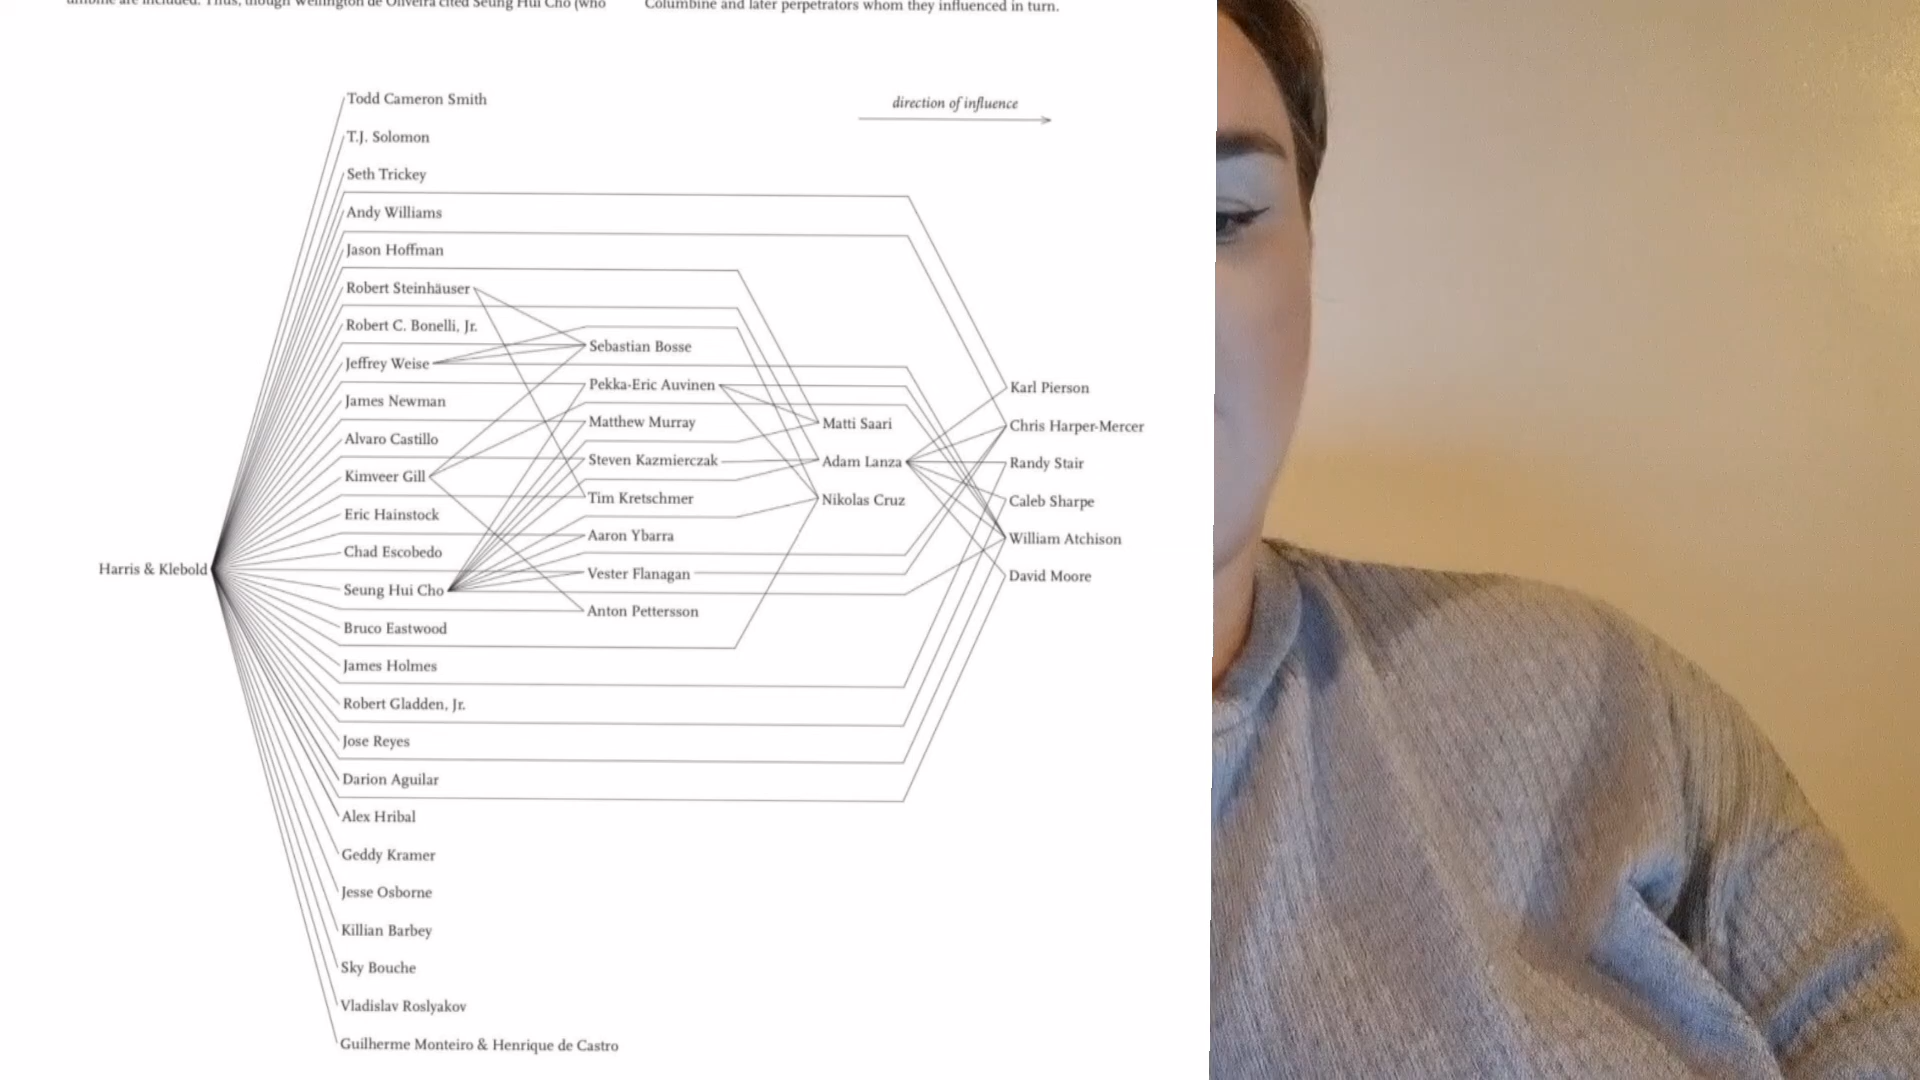 Columbine and later perpetrators whom they influenced in turn.
direction of influence
Harris & Klebold
Todd Cameron Smith
T.J. Solomon
Seth Trickey
Andy Williams
Jason Hoffman
Robert Steinhäuser
Robert C. Bonelli, Jr.
Jeffrey Weise
James Newman
Alvaro Castillo
Kimveer Gill
Eric Hainstock
Chad Escobedo
Seung Hui Cho
Bruco Eastwood
James Holmes
Robert Gladden, Jr.
Jose Reyes
Darion Aguilar
Alex Hribal
Geddy Kramer
Jesse Osborne
Killian Barbey
Sky Bouche
Vladislav Roslyakov
Guilherme Monteiro & Henrique de Castro
Sebastian Bosse
Pekka-Eric Auvinen
Matthew Murray
Steven Kazmierczak
Tim Kretschmer
Aaron Ybarra
Vester Flanagan
Anton Pettersson
Matti Saari
Adam Lanza
Nikolas Cruz
Karl Pierson
Chris Harper-Mercer
Randy Stair
Caleb Sharpe
William Atchison
David Moore